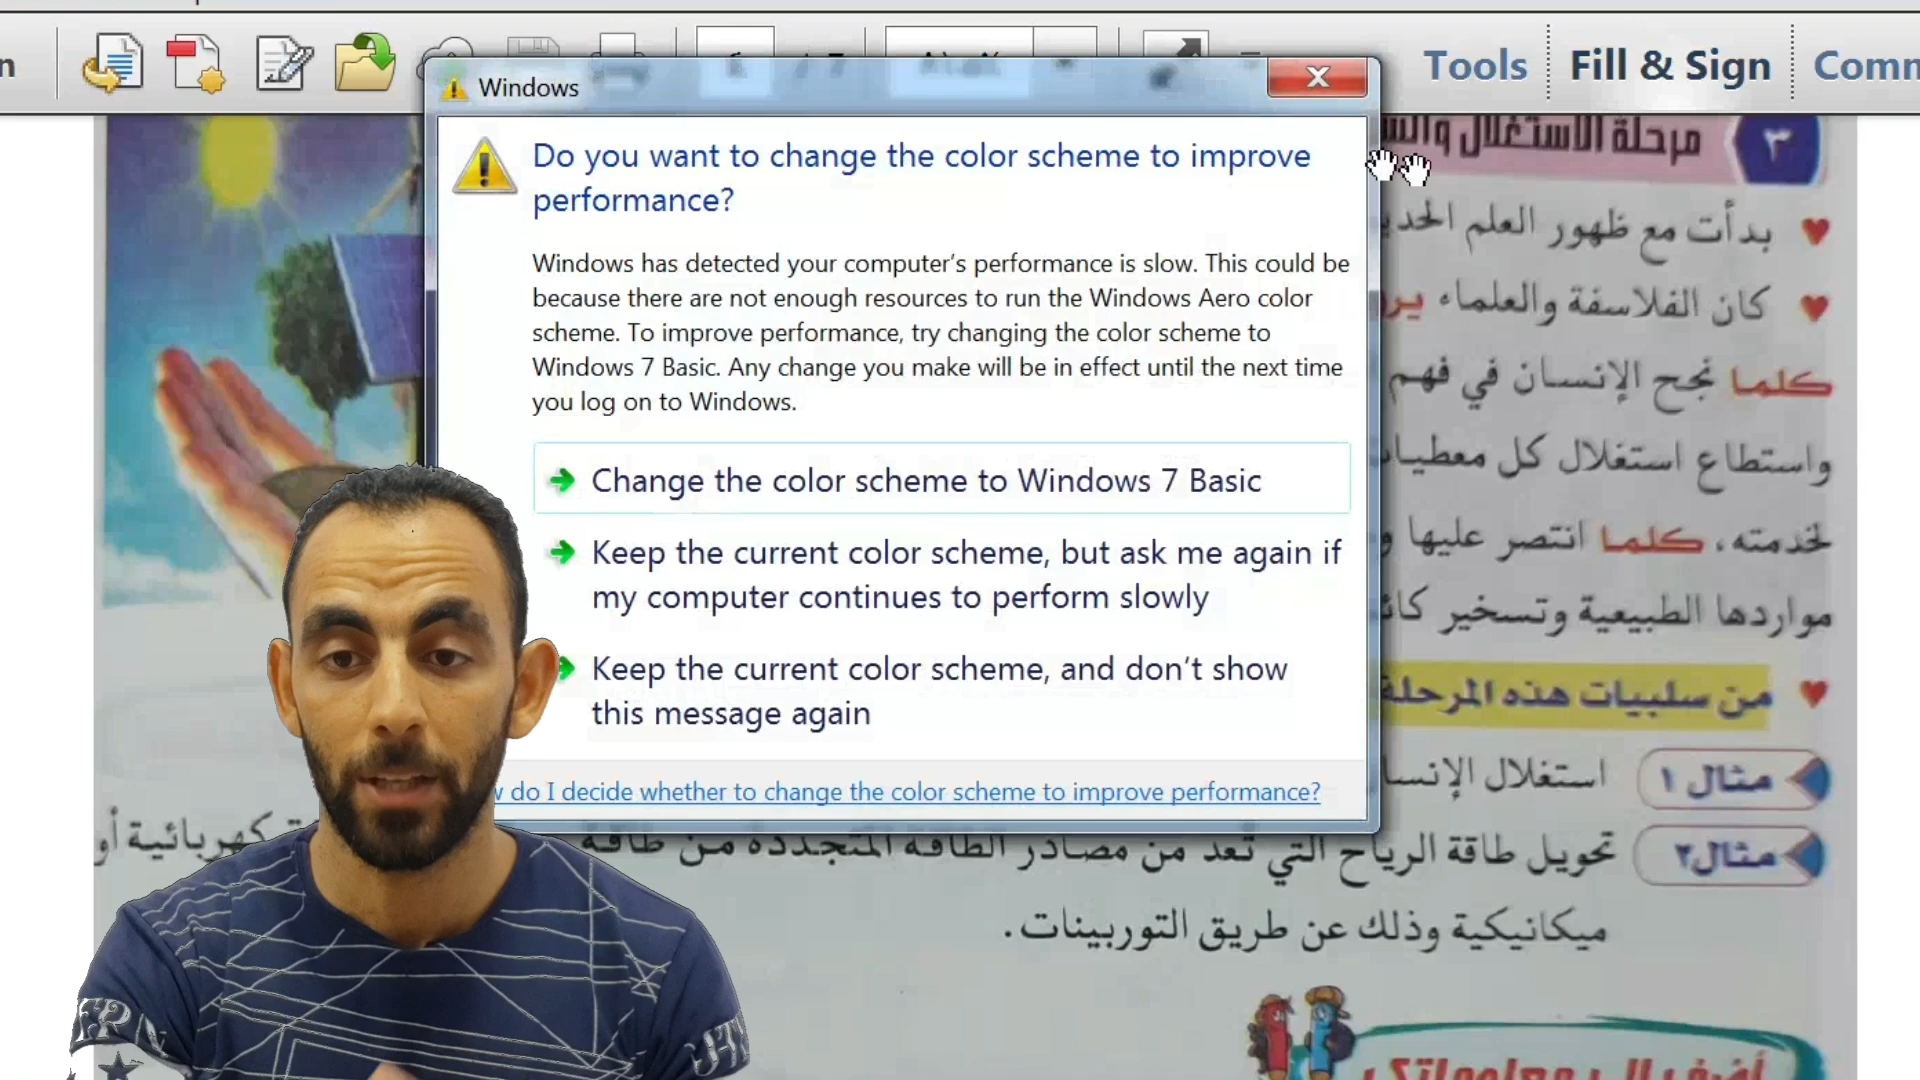 Tools
Fill & Sign
Windows
Do you want to change the color scheme to improve
performance?
Windows has detected your computer's performance is slow. This could be
because there are not enough resources to run the Windows Aero color
scheme. To improve performance, try changing the color scheme to
Windows 7 Basic. Any change you make will be in effect until the next time
you log on to Windows.
Change the color scheme to Windows 7 Basic
Keep the current color scheme, but ask me again if
my computer continues to perform slowly
Keep the current color scheme, and don't show
this message again
do I decide whether to change the color scheme to improve performance?
٣ مرحلة الاستغلال
بدأت مع ظهور العلم
كان الفلاسفة والعلماء
كلما نجح الإنسان في فهم
واستطاع استغلال كل
لخدمته، كلما انتصر عليها
مواردها الطبيعية وتسخير
من سلبيات هذه المرحلة
مثال ١ استغلال
مثال ٢ تحويل طاقة الرياح التي تُعد من مصادر الطاقة المتجددة من طاقة كهربائية أو
ميكانيكية وذلك عن طريق التوربينات.